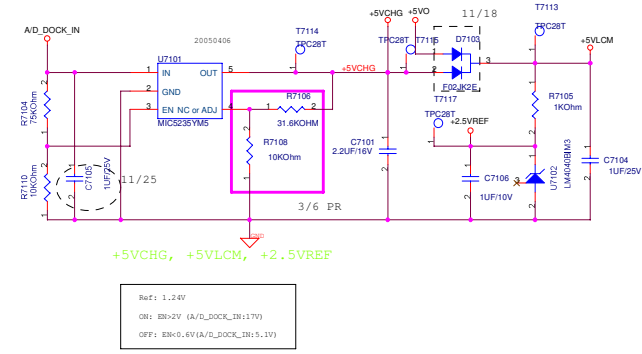 T7113
+5VCHG +5VO 11/18
A/D_DOCK_IN T7114 TPC28T
20050406 TPC28T T7115 D7103 +5VLCM
U7101 TPC28T
1 IN OUT 5 +5VCHG 1 2 3
2 GND
3 EN NC or ADJ 4
MIC5235YM5
F02JK2E
T7117
TPC28T
R7104
75KOhm
R7106
1 2
31.6KOHM
R7105
1KOhm
+2.5VREF
R7108
10KOhm
C7101
2.2UF/16V
R7110
10KOhm
C7105
1UF/25V
11/25
C7106
1UF/10V
U7102
LM4040BIM3
C7104
1UF/25V
3/6 PR
GND
+5VCHG, +5VLCM, +2.5VREF
Ref: 1.24V
ON: EN>2V (A/D_DOCK_IN:17V)
OFF: EN<0.6V(A/D_DOCK_IN:5.1V)